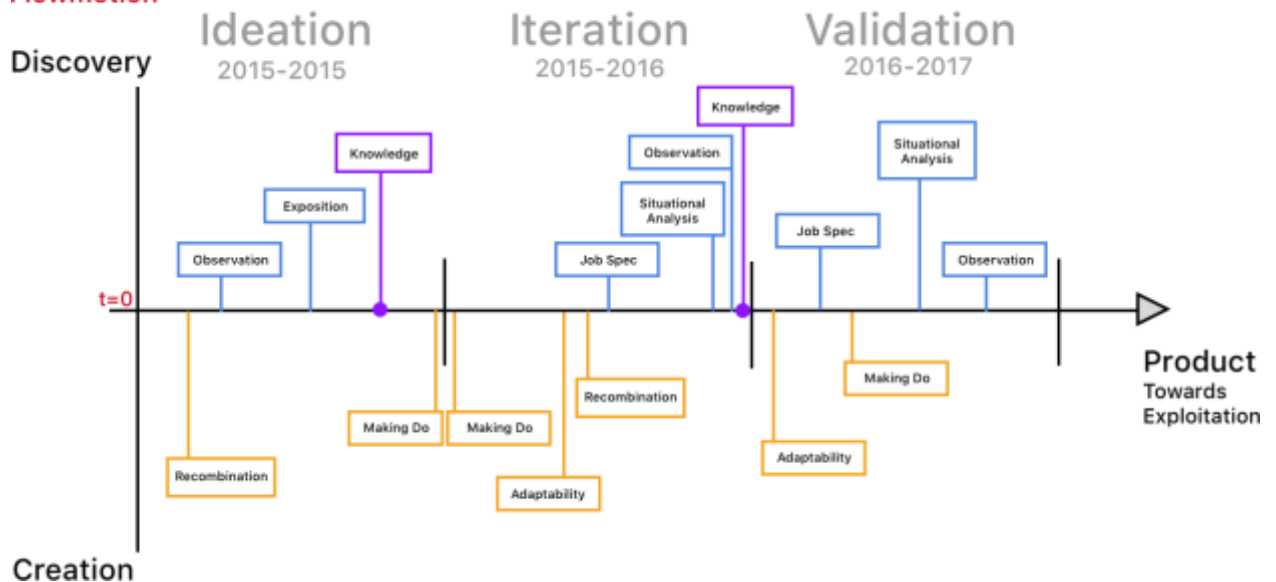 Ideation
2015-2015
Iteration
2015-2016
Validation
2016-2017
Discovery
Knowledge
Exposition
Observation
Knowledge
Observation
Situational
Analysis
Job Spec
Situational
Analysis
Job Spec
Observation
t=0
Recombination
Making Do
Making Do
Adaptability
Recombination
Making Do
Adaptability
Product
Towards
Exploitation
Creation